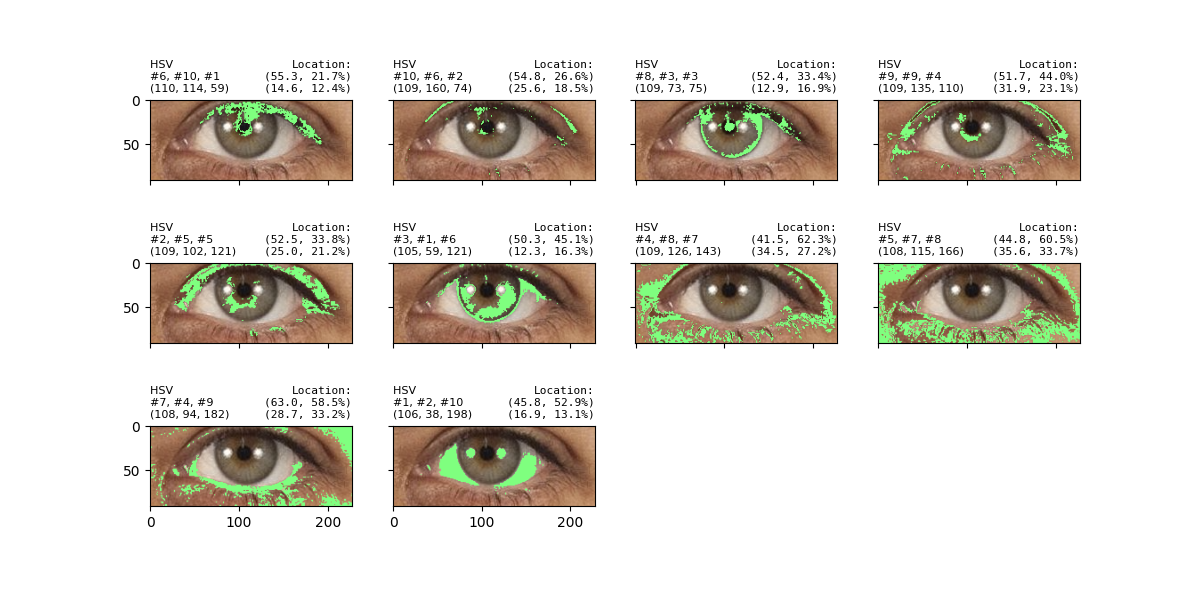 HSV Location:
#6, #10, #1 (55.3, 21.7%)
(110, 114, 59) (14.6, 12.4%)
HSV Location:
#10, #6, #2 (54.8, 26.6%)
(109, 160, 74) (25.6, 18.5%)
HSV Location:
#8, #3, #3 (52.4, 33.4%)
(109, 73, 75) (12.9, 16.9%)
HSV Location:
#9, #9, #4 (51.7, 44.0%)
(109, 135, 110) (31.9, 23.1%)
0
50
HSV Location:
#2, #5, #5 (52.5, 33.8%)
(109, 102, 121) (25.0, 21.2%)
HSV Location:
#3, #1, #6 (50.3, 45.1%)
(105, 59, 121) (12.3, 16.3%)
HSV Location:
#4, #8, #7 (41.5, 62.3%)
(109, 126, 143) (34.5, 27.2%)
HSV Location:
#5, #7, #8 (44.8, 60.5%)
(108, 115, 166) (35.6, 33.7%)
0
50
HSV Location:
#7, #4, #9 (63.0, 58.5%)
(108, 94, 182) (28.7, 33.2%)
HSV Location:
#1, #2, #10 (45.8, 52.9%)
(106, 38, 198) (16.9, 13.1%)
0
50
0 100 200
0 100 200